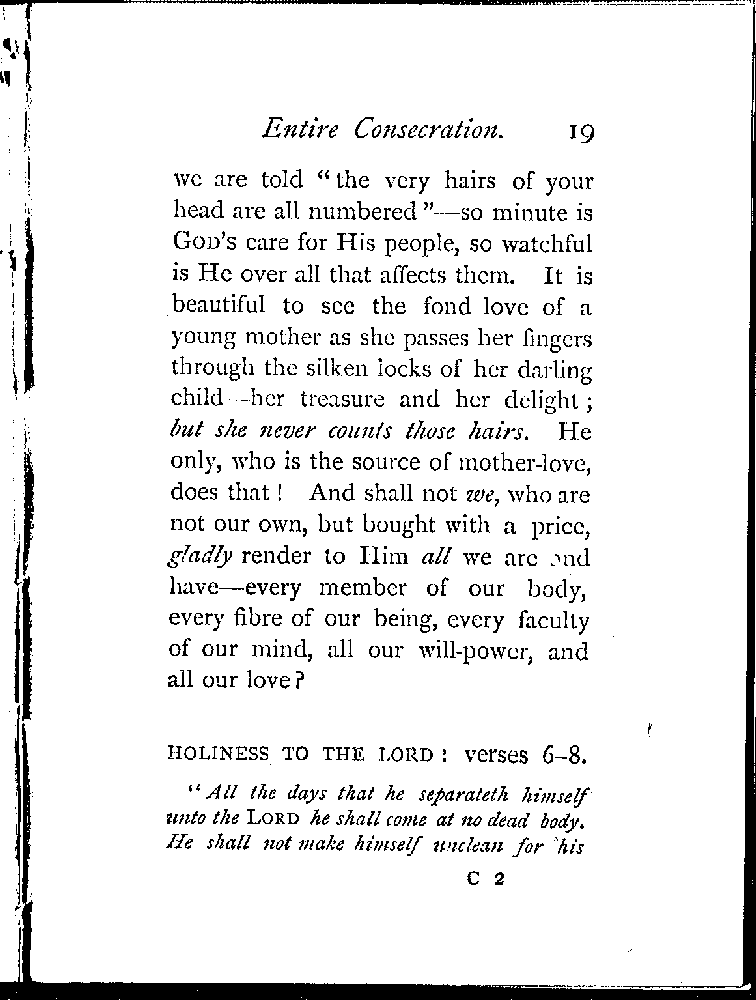 Entire Consecration. 19
we are told “the very hairs of your
head are all numbered”—so minute is
GOD’S care for His people, so watchful
is He over all that affects them. It is
beautiful to see the fond love of a
young mother as she passes her fingers
through the silken locks of her darling
child—her treasure and her delight;
but she never counts those hairs. He
only, who is the source of mother-love,
does that! And shall not we, who are
not our own, but bought with a price,
gladly render to Him all we are and
have—every member of our body,
every fibre of our being, every faculty
of our mind, all our will-power, and
all our love?
HOLINESS TO THE LORD: verses 6–8.
“All the days that he separateth himself
unto the LORD he shall come at no dead body.
He shall not make himself unclean for his
C 2